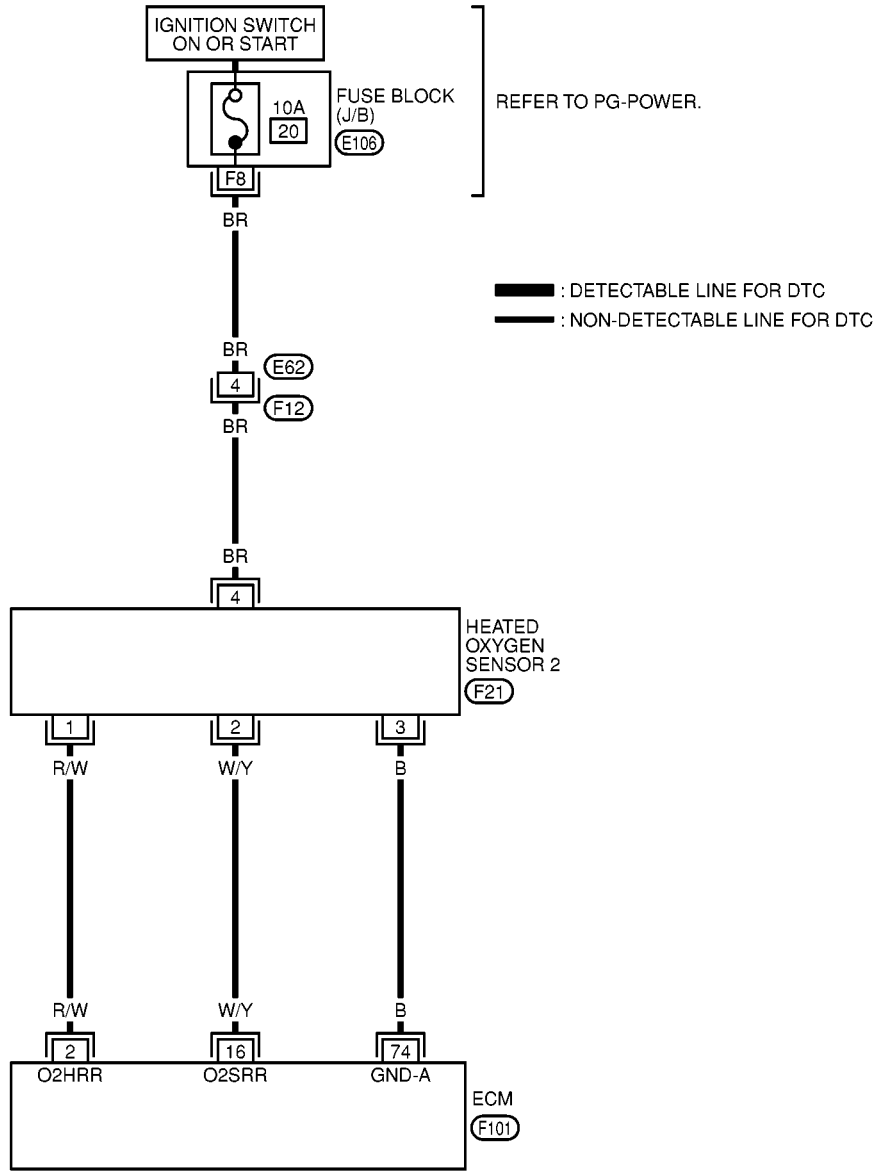 IGNITION SWITCH
ON OR START
FUSE BLOCK
(J/B)
E106
10A
20
REFER TO PG-POWER.
F8
BR
: DETECTABLE LINE FOR DTC
: NON-DETECTABLE LINE FOR DTC
BR
E62
4
F12
BR
BR
4
HEATED
OXYGEN
SENSOR 2
F21
1
2
3
R/W
W/Y
B
R/W
W/Y
B
2
16
74
O2HRR
O2SRR
GND-A
ECM
F101